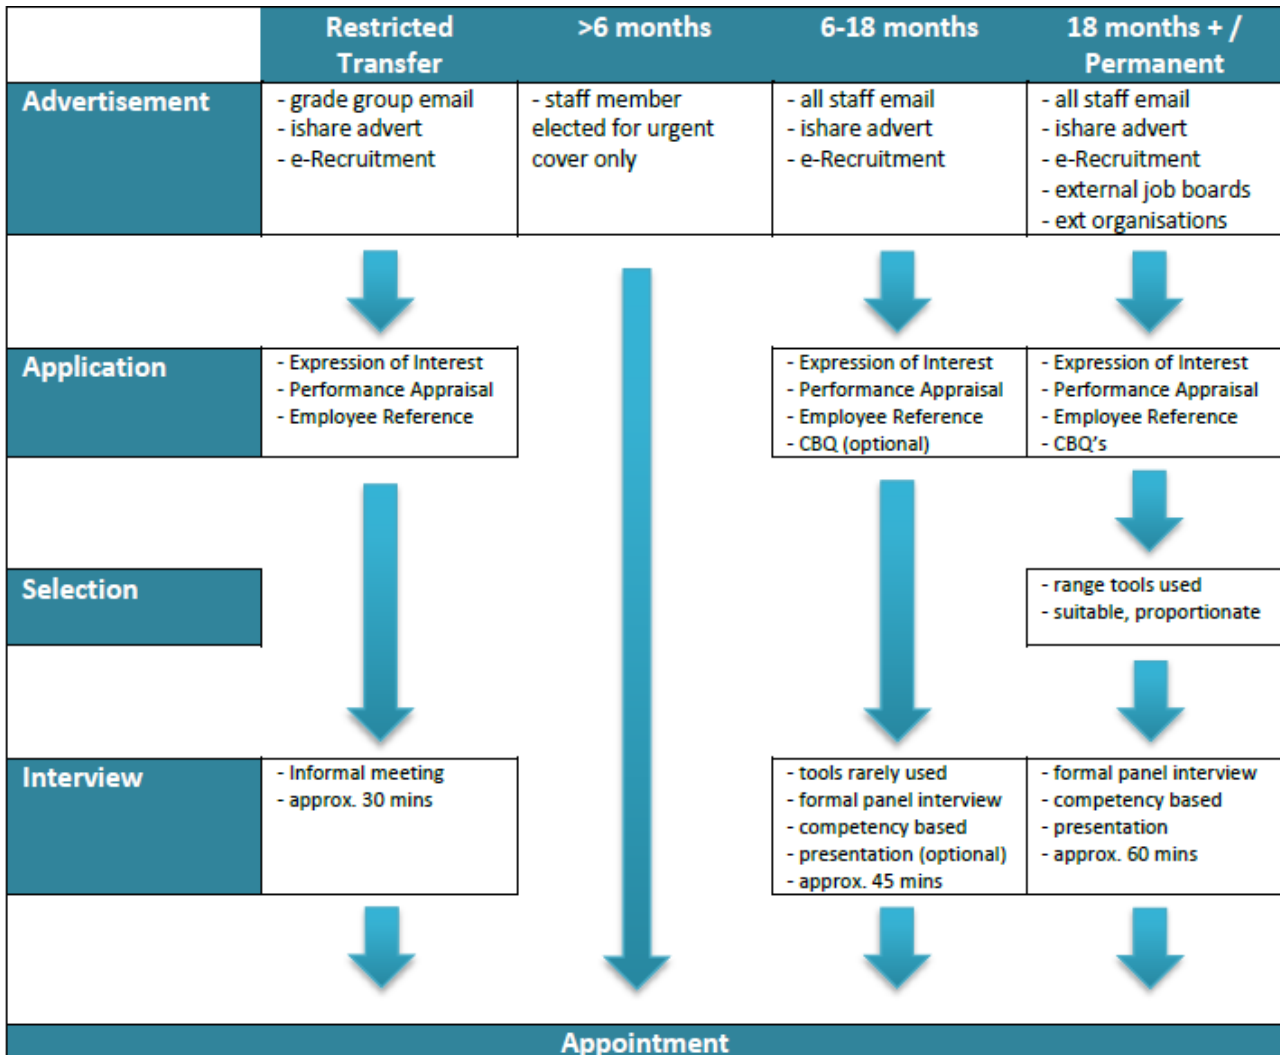 Restricted
Transfer
>6 months
6-18 months
18 months + /
Permanent
Advertisement
- grade group email
- ishare advert
- e-Recruitment
- staff member
elected for urgent
cover only
- all staff email
- ishare advert
- e-Recruitment
- all staff email
- ishare advert
- e-Recruitment
- external job boards
- ext organisations
Application
- Expression of Interest
- Performance Appraisal
- Employee Reference
- Expression of Interest
- Performance Appraisal
- Employee Reference
- CBQ (optional)
- Expression of Interest
- Performance Appraisal
- Employee Reference
- CBQ's
Selection
- range tools used
- suitable, proportionate
Interview
- Informal meeting
- approx. 30 mins
- tools rarely used
- formal panel interview
- competency based
- presentation (optional)
- approx. 45 mins
- formal panel interview
- competency based
- presentation
- approx. 60 mins
Appointment